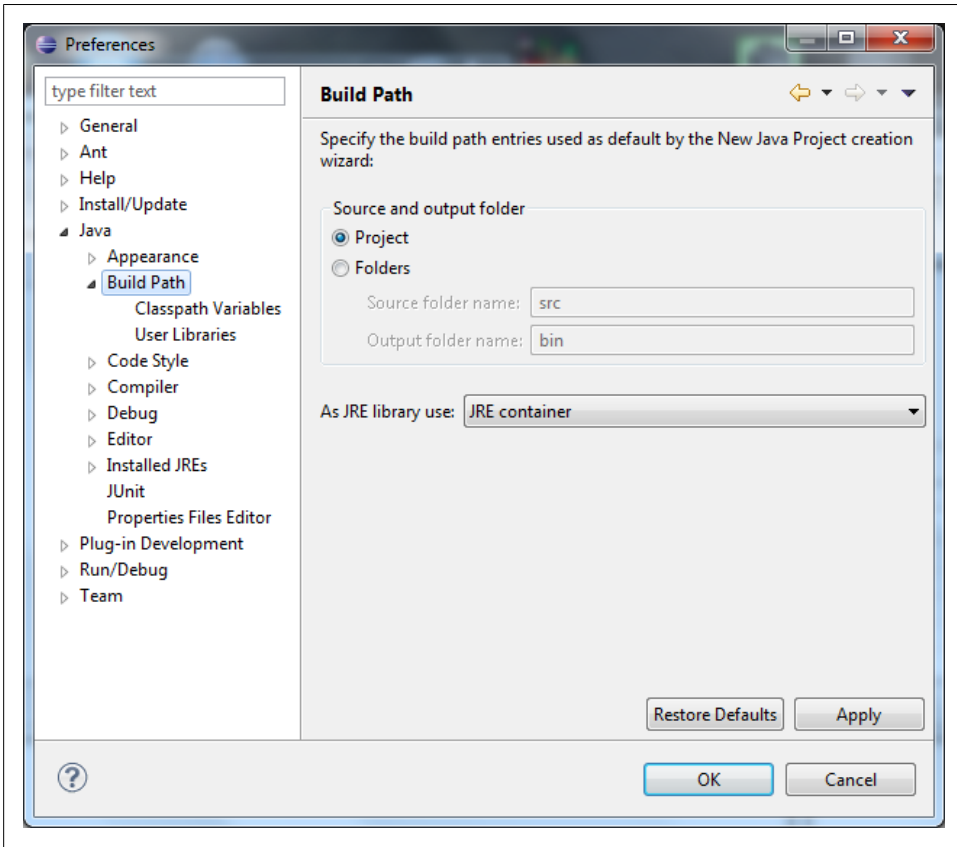 Preferences
type filter text
General
Ant
Help
Install/Update
Java
Appearance
Build Path
Classpath Variables
User Libraries
Code Style
Compiler
Debug
Editor
Installed JREs
JUnit
Properties Files Editor
Plug-in Development
Run/Debug
Team
Build Path
Specify the build path entries used as default by the New Java Project creation
wizard:
Source and output folder
Project
Folders
Source folder name: src
Output folder name: bin
As JRE library use: JRE container
Restore Defaults Apply
? OK Cancel